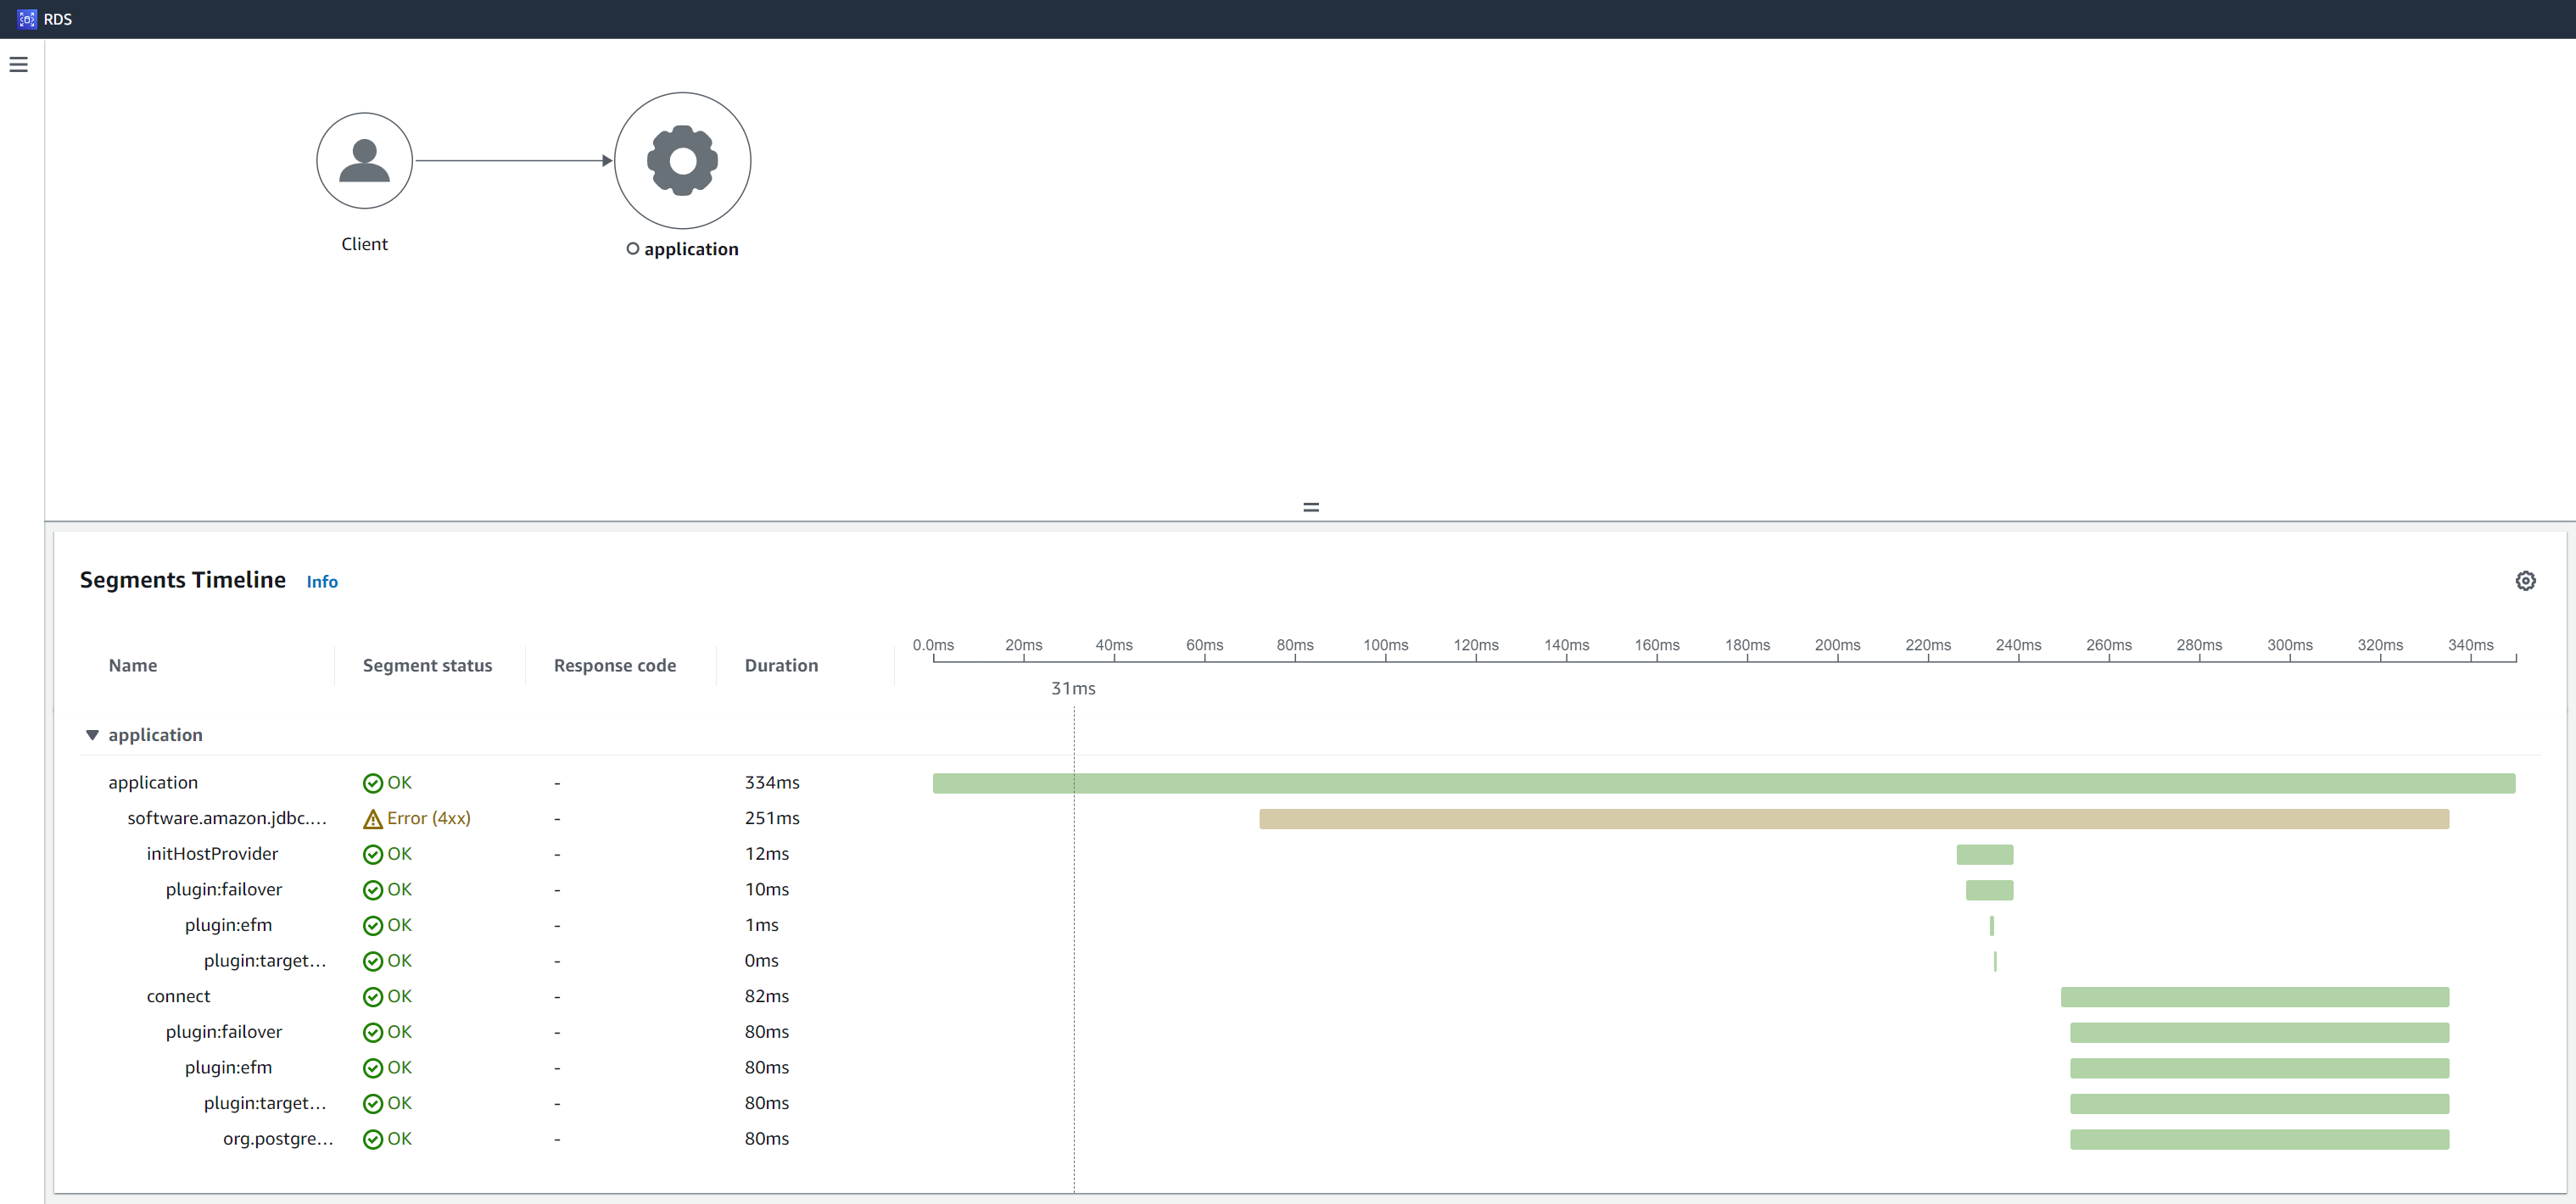 RDS
Client
application
Segments Timeline Info
0.0ms 20ms 40ms 60ms 80ms 100ms 120ms 140ms 160ms 180ms 200ms 220ms 240ms 260ms 280ms 300ms 320ms 340ms
Name Segment status Response code Duration
31ms
application
application OK - 334ms
software.amazon.jdbc.... Error (4xx) - 251ms
initHostProvider OK - 12ms
plugin:failover OK - 10ms
plugin:efm OK - 1ms
plugin:target... OK - 0ms
connect OK - 82ms
plugin:failover OK - 80ms
plugin:efm OK - 80ms
plugin:target... OK - 80ms
org.postgre... OK - 80ms